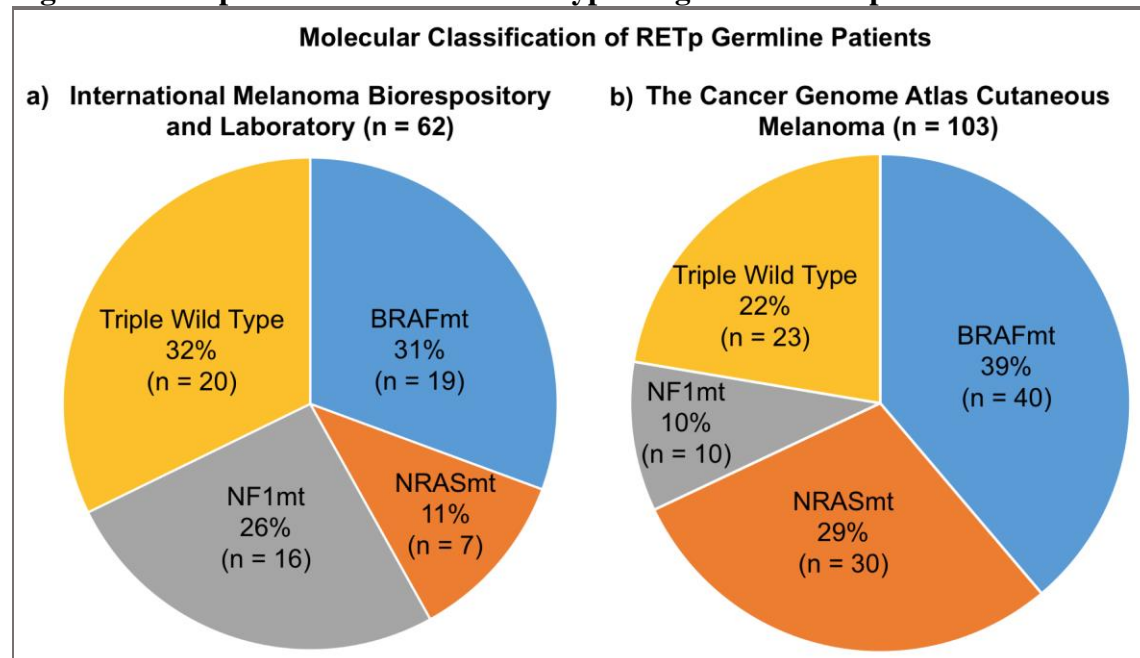 Molecular Classification of RETp Germline Patients
a) International Melanoma Biorespository
and Laboratory (n = 62)
Triple Wild Type
32%
(n = 20)
BRAFmt
31%
(n = 19)
NF1mt
26%
(n = 16)
NRASmt
11%
(n = 7)
b) The Cancer Genome Atlas Cutaneous
Melanoma (n = 103)
Triple Wild Type
22%
(n = 23)
BRAFmt
39%
(n = 40)
NF1mt
10%
(n = 10)
NRASmt
29%
(n = 30)